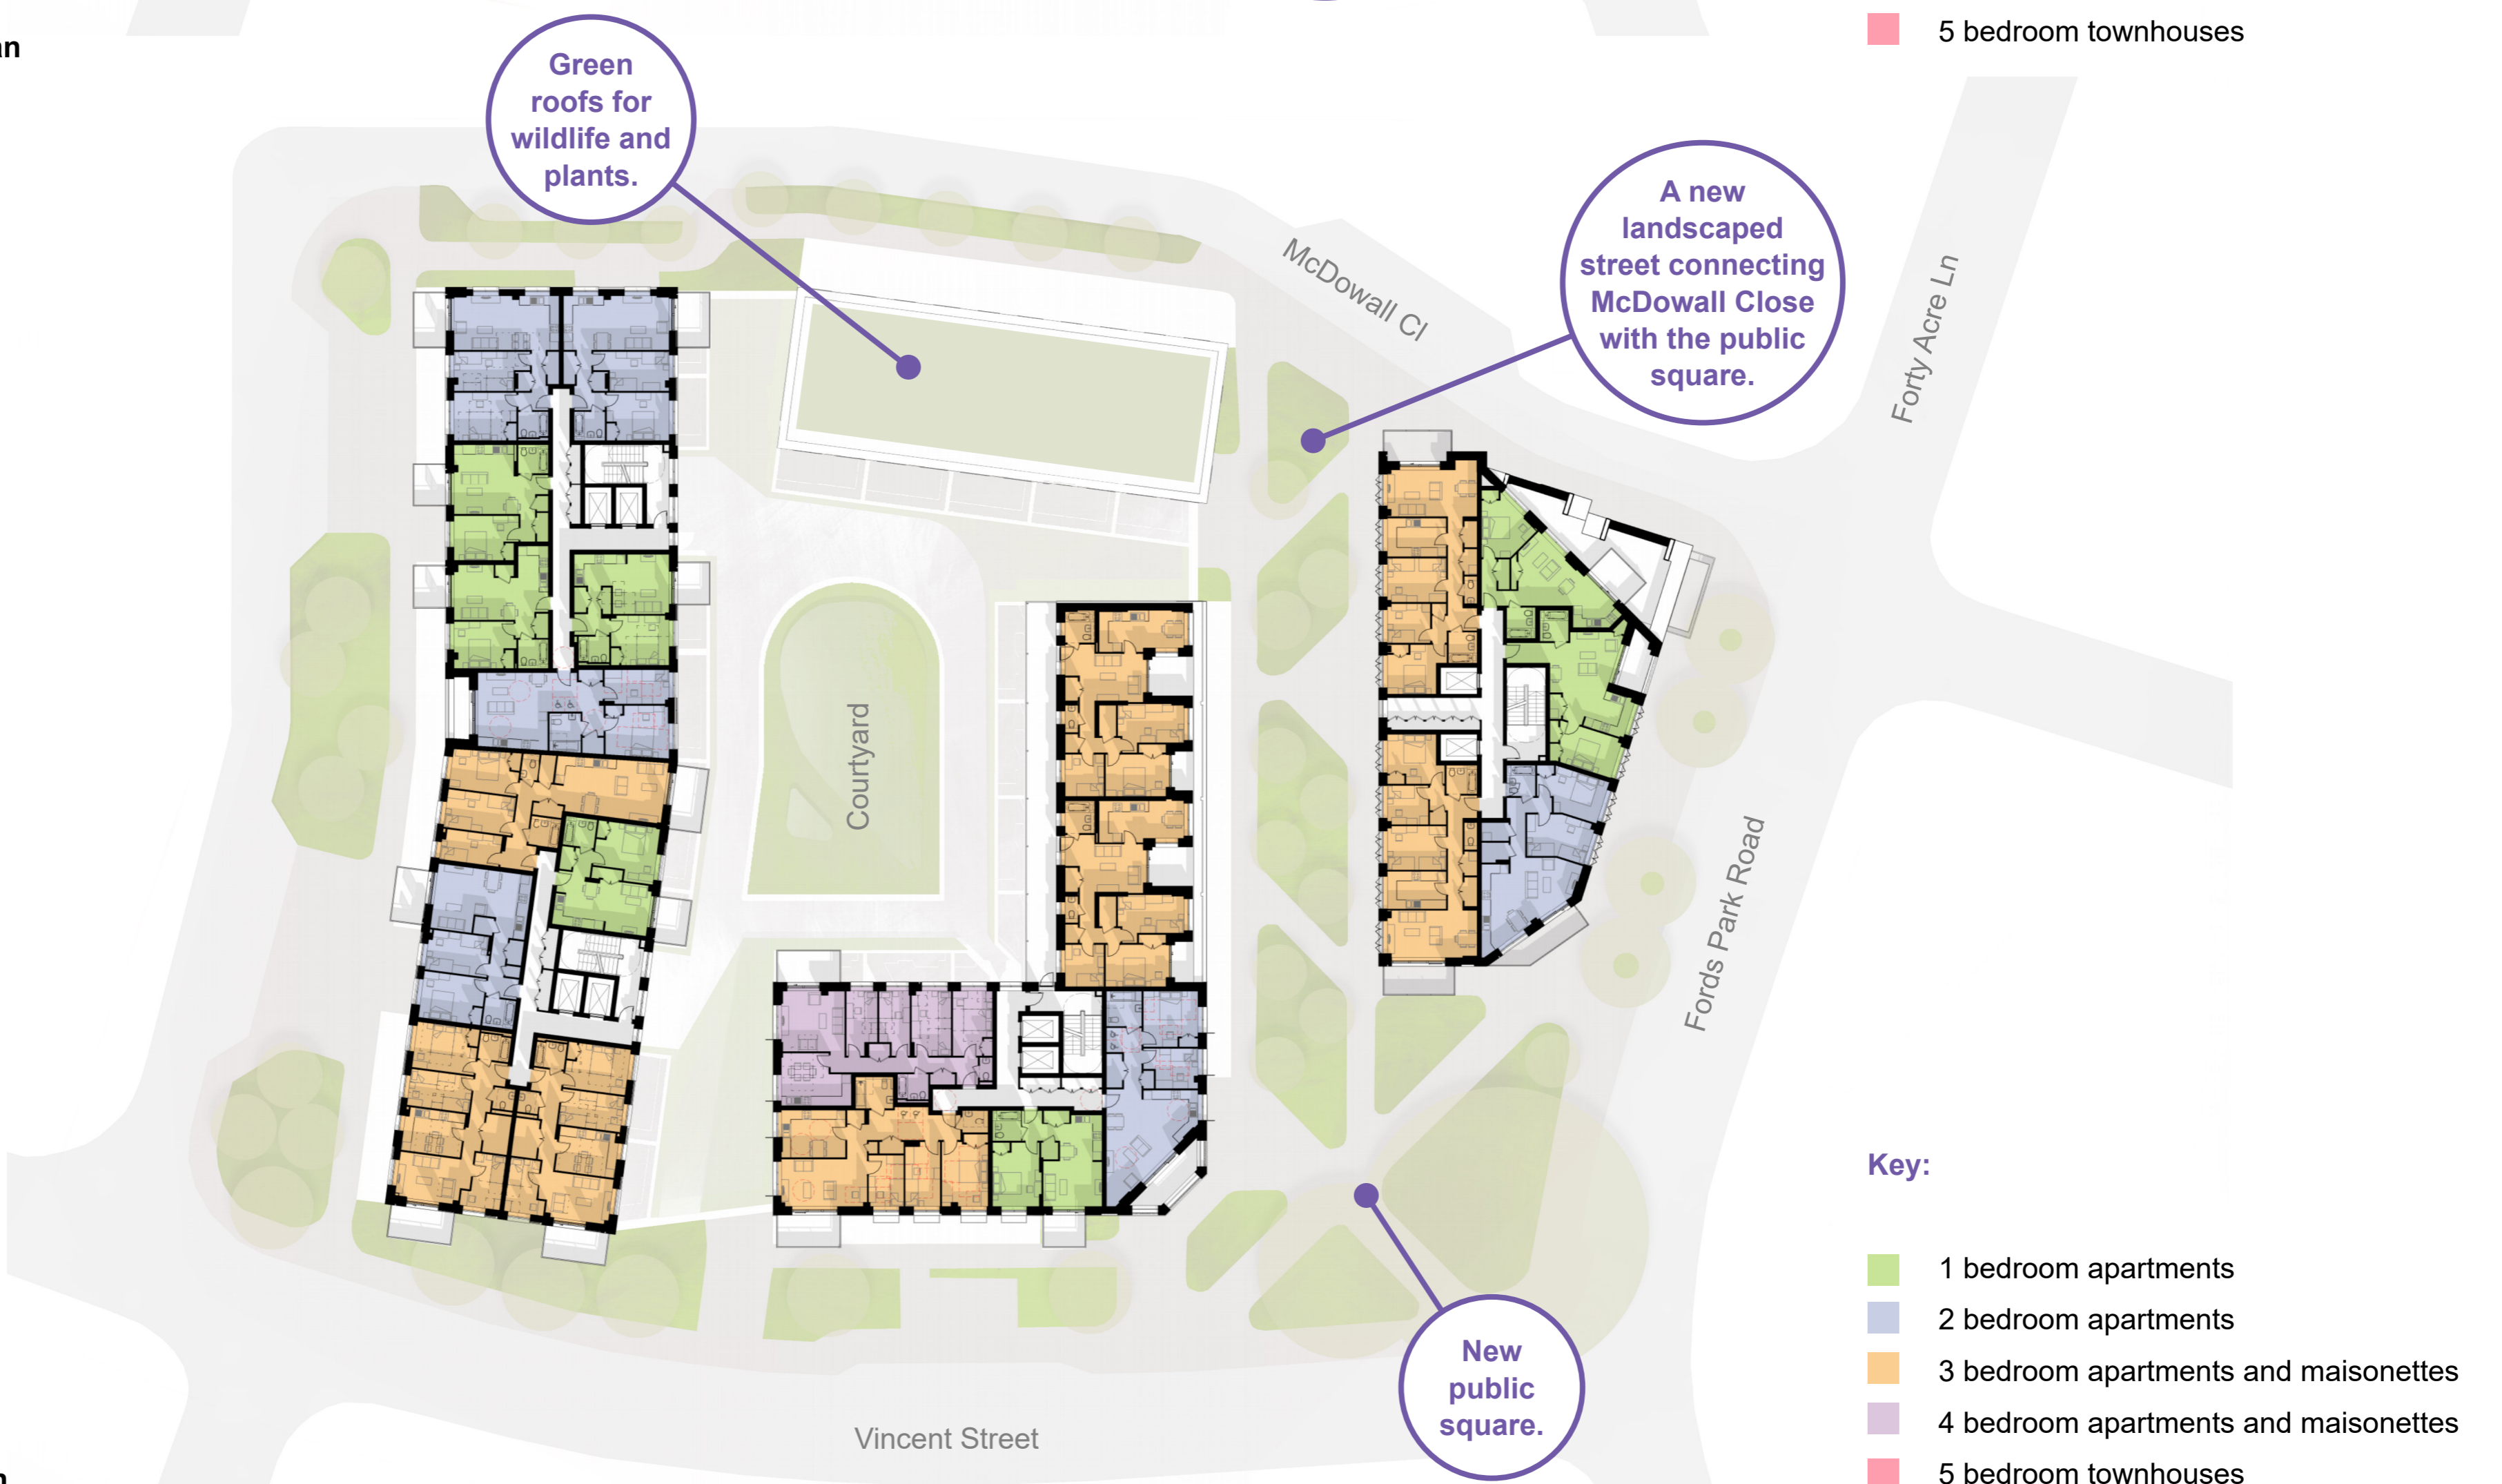 an
5 bedroom townhouses
Green
roofs for
wildlife and
plants.
A new
landscaped
street connecting
McDowall Close
with the public
square.
McDowall Cl
Forty Acre Ln
Courtyard
Fords Park Road
New
public
square.
Vincent Street
Key:
1 bedroom apartments
2 bedroom apartments
3 bedroom apartments and maisonettes
4 bedroom apartments and maisonettes
5 bedroom townhouses